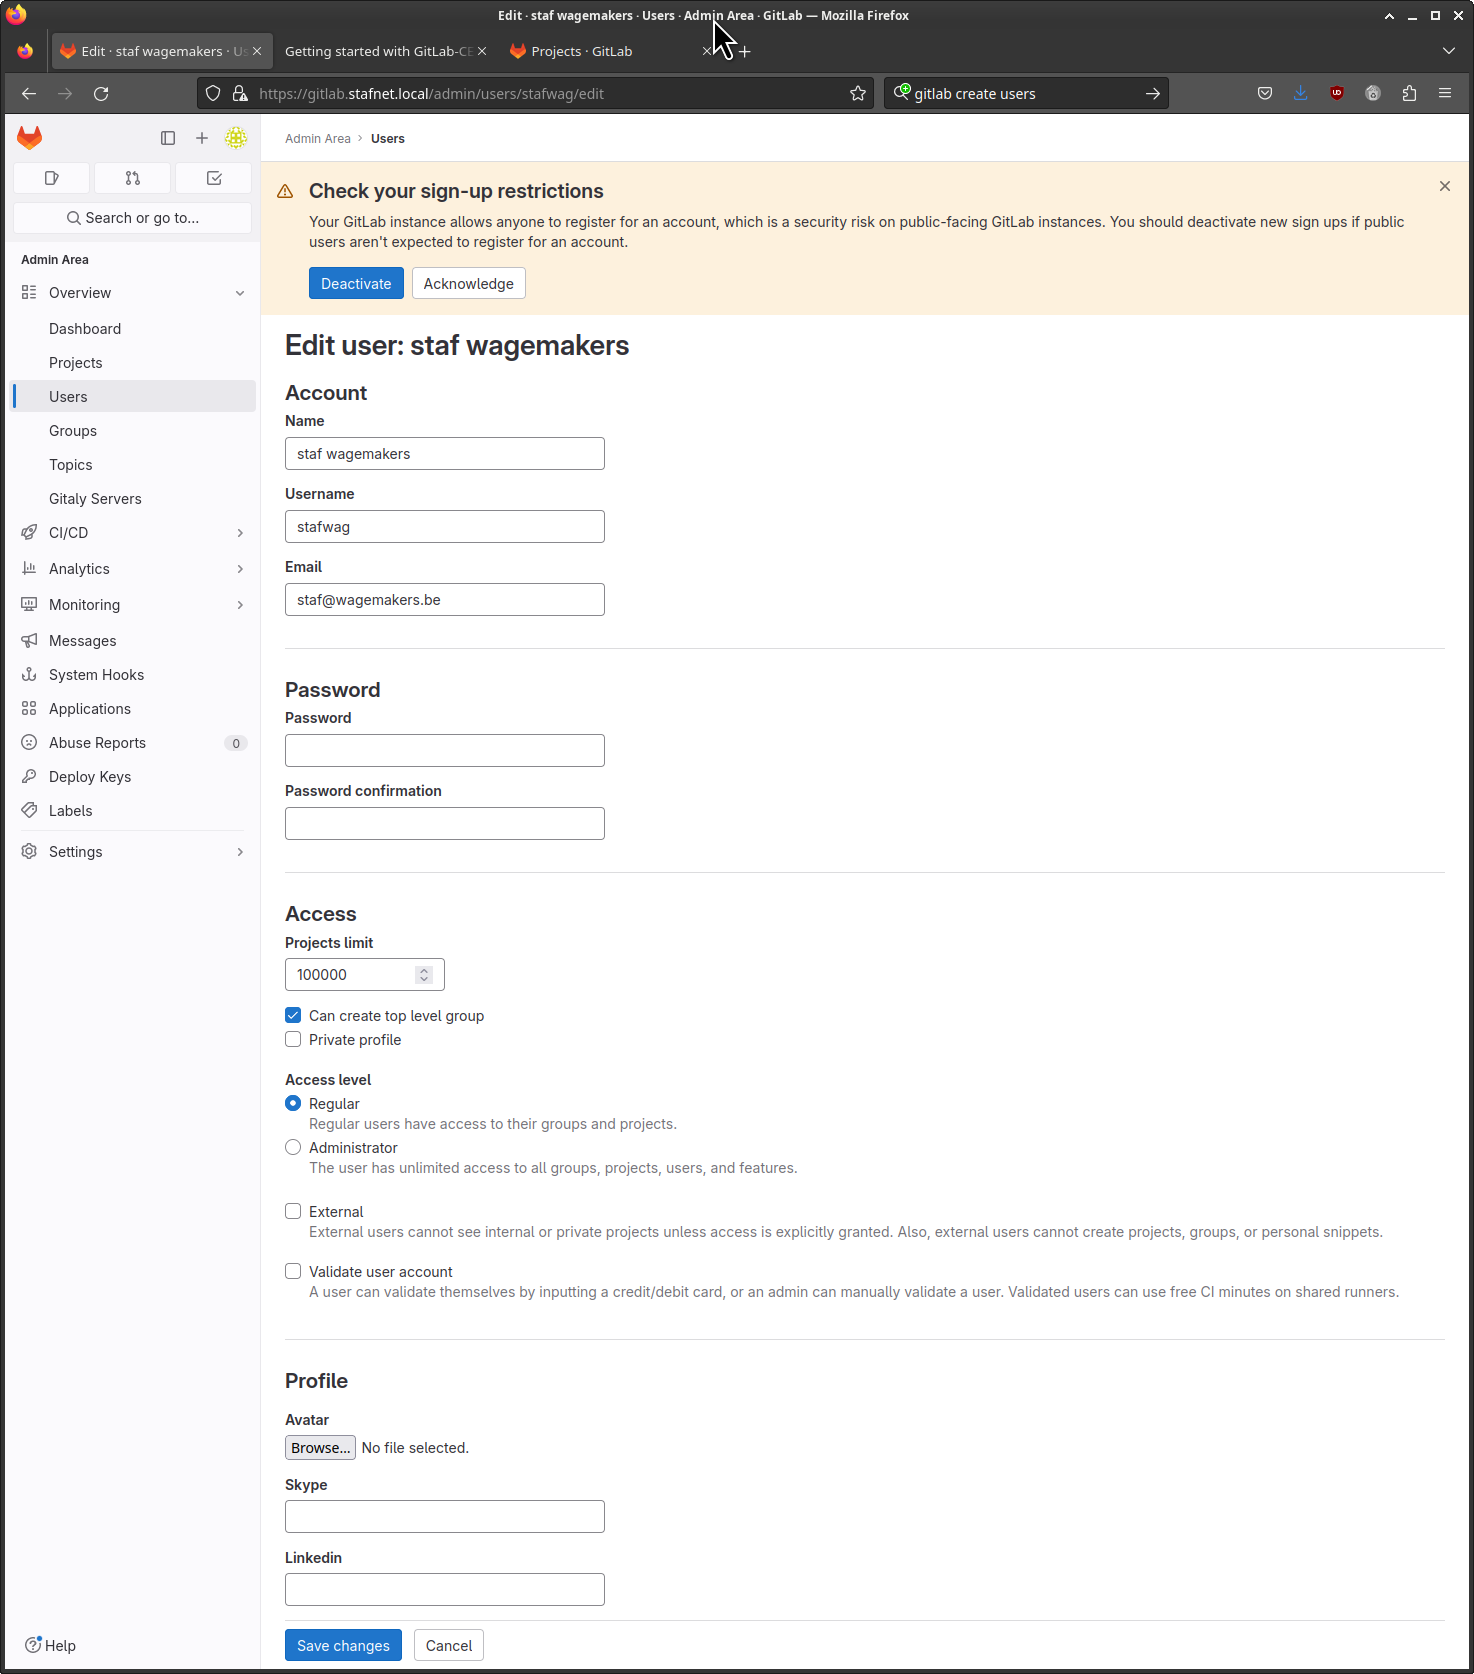 Edit · staf wagemakers · Users · Admin Area · GitLab — Mozilla Firefox
Edit · staf wagemakers · Us
Getting started with GitLab-CE
Projects · GitLab
https://gitlab.stafnet.local/admin/users/stafwag/edit
gitlab create users
Admin Area › Users
Search or go to...
Check your sign-up restrictions
Your GitLab instance allows anyone to register for an account, which is a security risk on public-facing GitLab instances. You should deactivate new sign ups if public
users aren't expected to register for an account.
Deactivate
Acknowledge
Admin Area
Overview
Dashboard
Projects
Users
Groups
Topics
Gitaly Servers
CI/CD
Analytics
Monitoring
Messages
System Hooks
Applications
Abuse Reports 0
Deploy Keys
Labels
Settings
Help
Edit user: staf wagemakers
Account
Name
staf wagemakers
Username
stafwag
Email
staf@wagemakers.be
Password
Password
Password confirmation
Access
Projects limit
100000
Can create top level group
Private profile
Access level
Regular
Regular users have access to their groups and projects.
Administrator
The user has unlimited access to all groups, projects, users, and features.
External
External users cannot see internal or private projects unless access is explicitly granted. Also, external users cannot create projects, groups, or personal snippets.
Validate user account
A user can validate themselves by inputting a credit/debit card, or an admin can manually validate a user. Validated users can use free CI minutes on shared runners.
Profile
Avatar
Browse... No file selected.
Skype
Linkedin
Save changes
Cancel